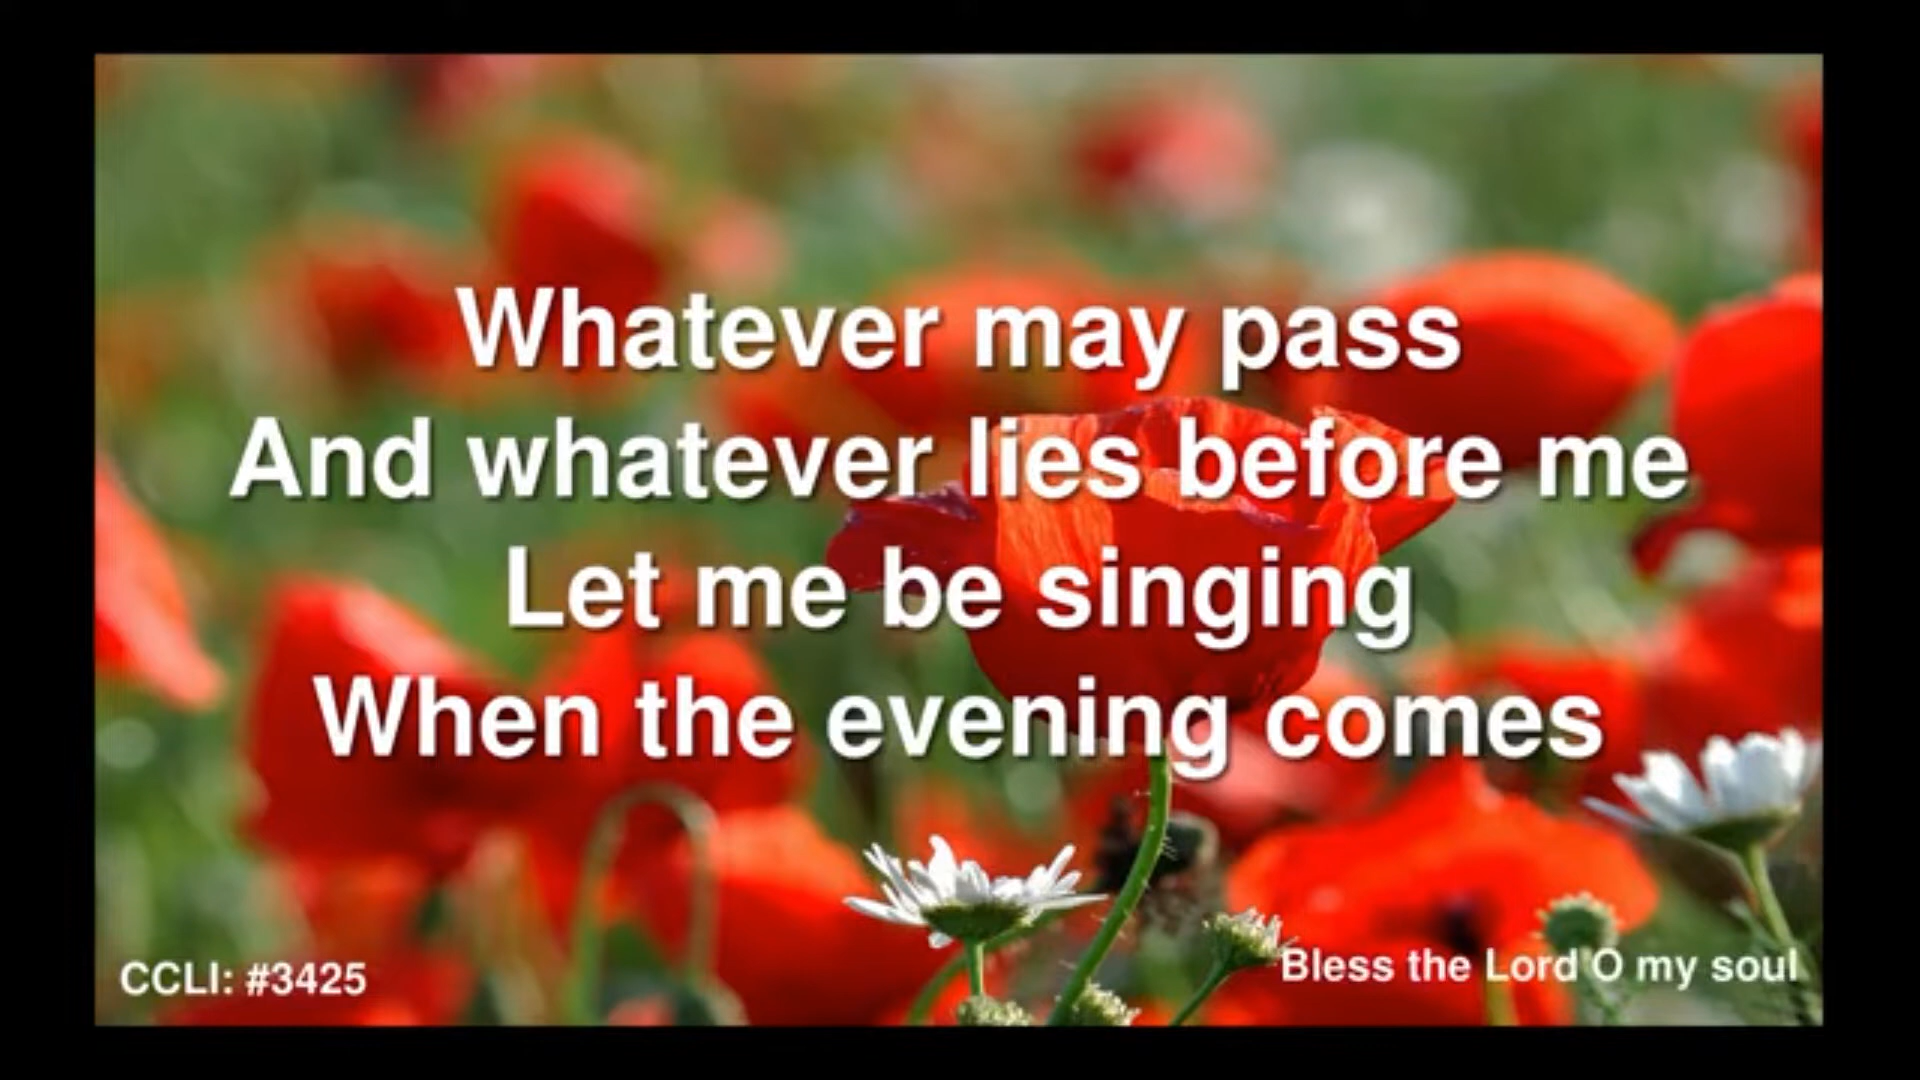 Whatever may pass
And whatever lies before me
Let me be singing
When the evening comes
CCLI: #3425
Bless the Lord O my soul